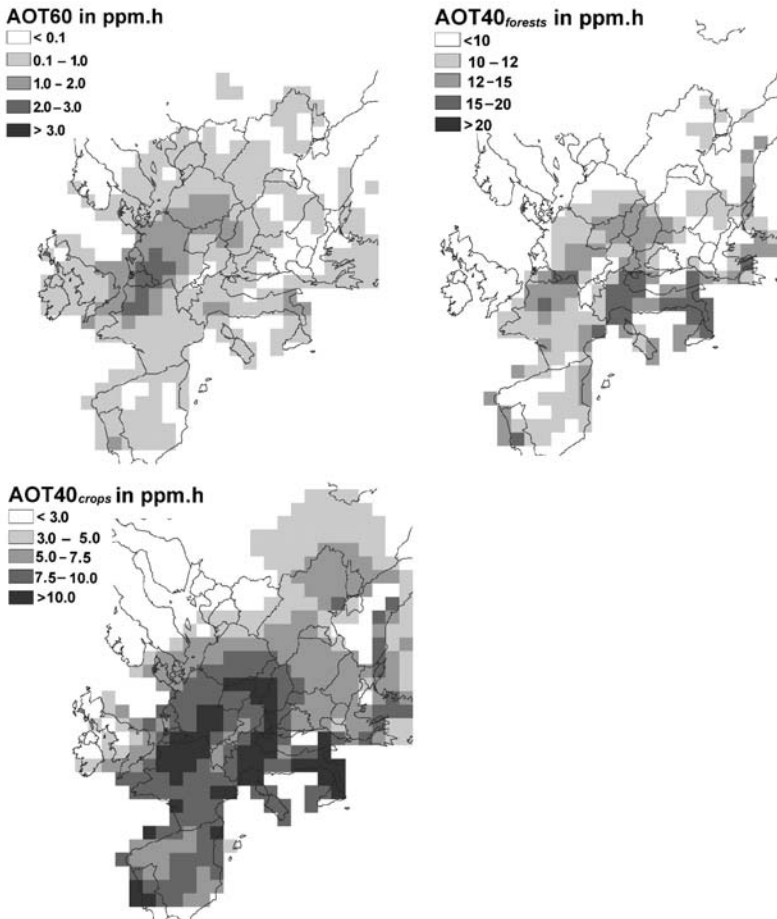 AOT60 in ppm.h
< 0.1
0.1 – 1.0
1.0 – 2.0
2.0 – 3.0
> 3.0
AOT40forests in ppm.h
<10
10 – 12
12 –15
15 – 20
>20
AOT40crops in ppm.h
< 3.0
3.0 – 5.0
5.0 – 7.5
7.5 – 10.0
>10.0